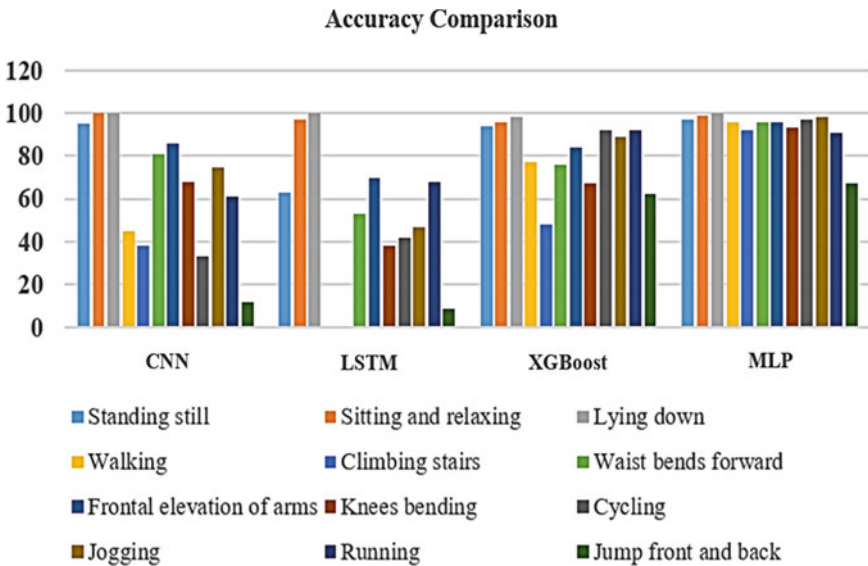 Accuracy Comparison
120
100
80
60
40
20
0
CNN LSTM XGBoost MLP
Standing still Sitting and relaxing Lying down
Walking Climbing stairs Waist bends forward
Frontal elevation of arms Knees bending Cycling
Jogging Running Jump front and back